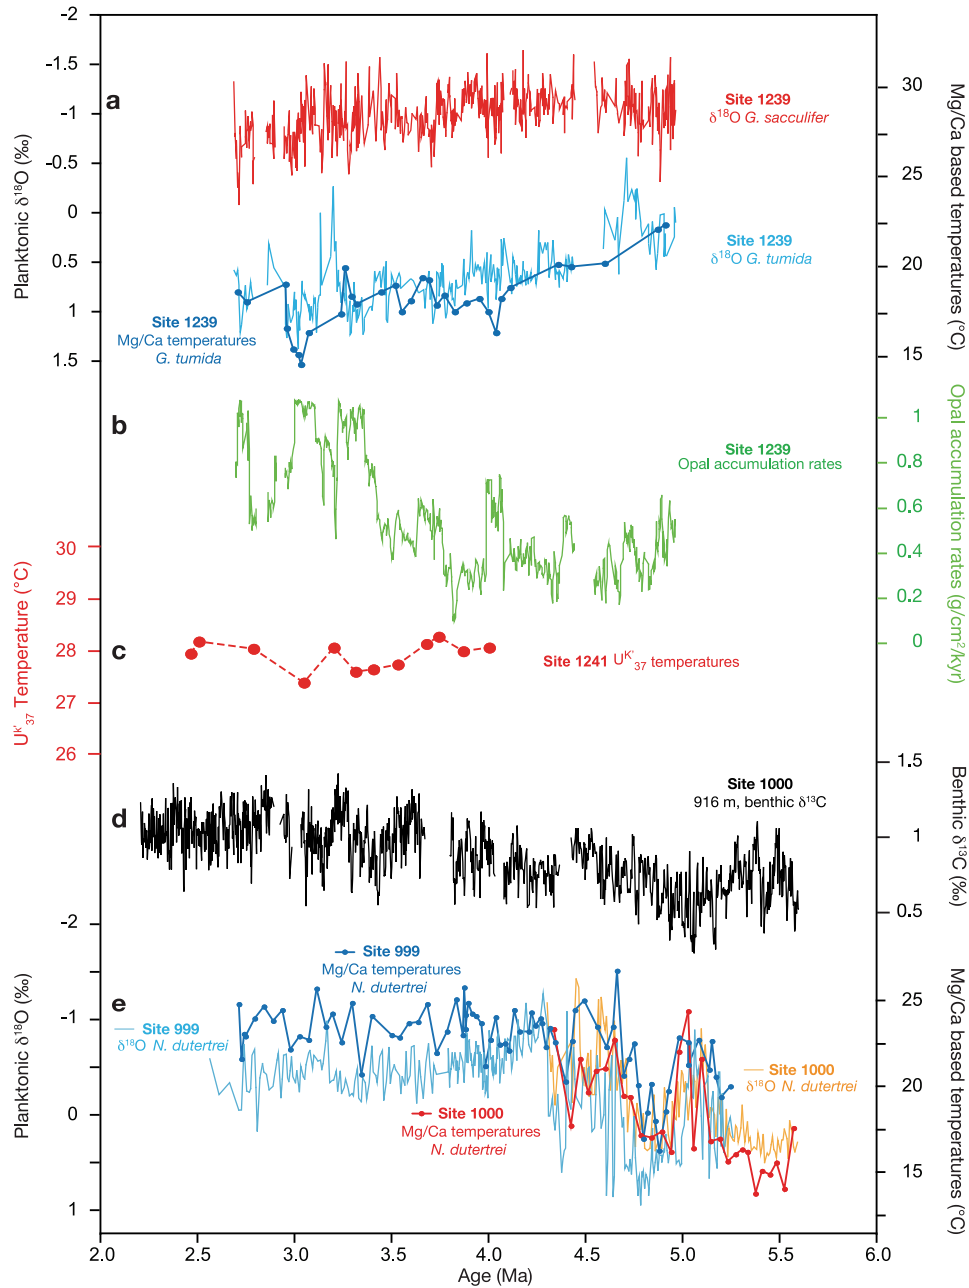 -2
-1.5
-1
-0.5
0
0.5
1
1.5
Planktonic δ18O (‰)
a
Site 1239
δ18O G. sacculifer
Site 1239
δ18O G. tumida
Site 1239
Mg/Ca temperatures
G. tumida
30
25
20
15
Mg/Ca based temperatures (°C)
b
Site 1239
Opal accumulation rates
1
0.8
0.6
0.4
0.2
0
Opal accumulation rates (g/cm2/kyr)
30
29
28
27
26
UK'37 Temperature (°C)
c
Site 1241 UK'37 temperatures
d
Site 1000
916 m, benthic δ13C
1.5
1
0.5
Benthic δ13C (‰)
-2
-1
0
1
Planktonic δ18O (‰)
e
Site 999
Mg/Ca temperatures
N. dutertrei
Site 999
δ18O N. dutertrei
Site 1000
Mg/Ca temperatures
N. dutertrei
Site 1000
δ18O N. dutertrei
25
20
15
Mg/Ca based temperatures (°C)
2.0 2.5 3.0 3.5 4.0 4.5 5.0 5.5 6.0
Age (Ma)